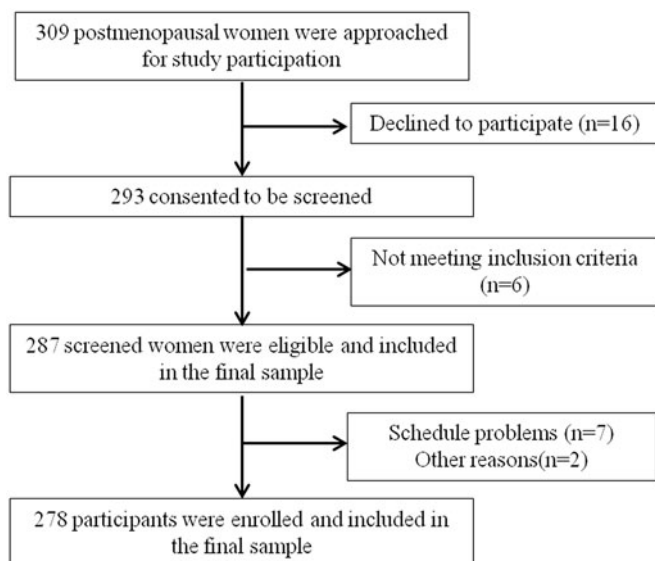 309 postmenopausal women were approached
for study participation
Declined to participate (n=16)
293 consented to be screened
Not meeting inclusion criteria
(n=6)
287 screened women were eligible and included
in the final sample
Schedule problems (n=7)
Other reasons(n=2)
278 participants were enrolled and included in
the final sample